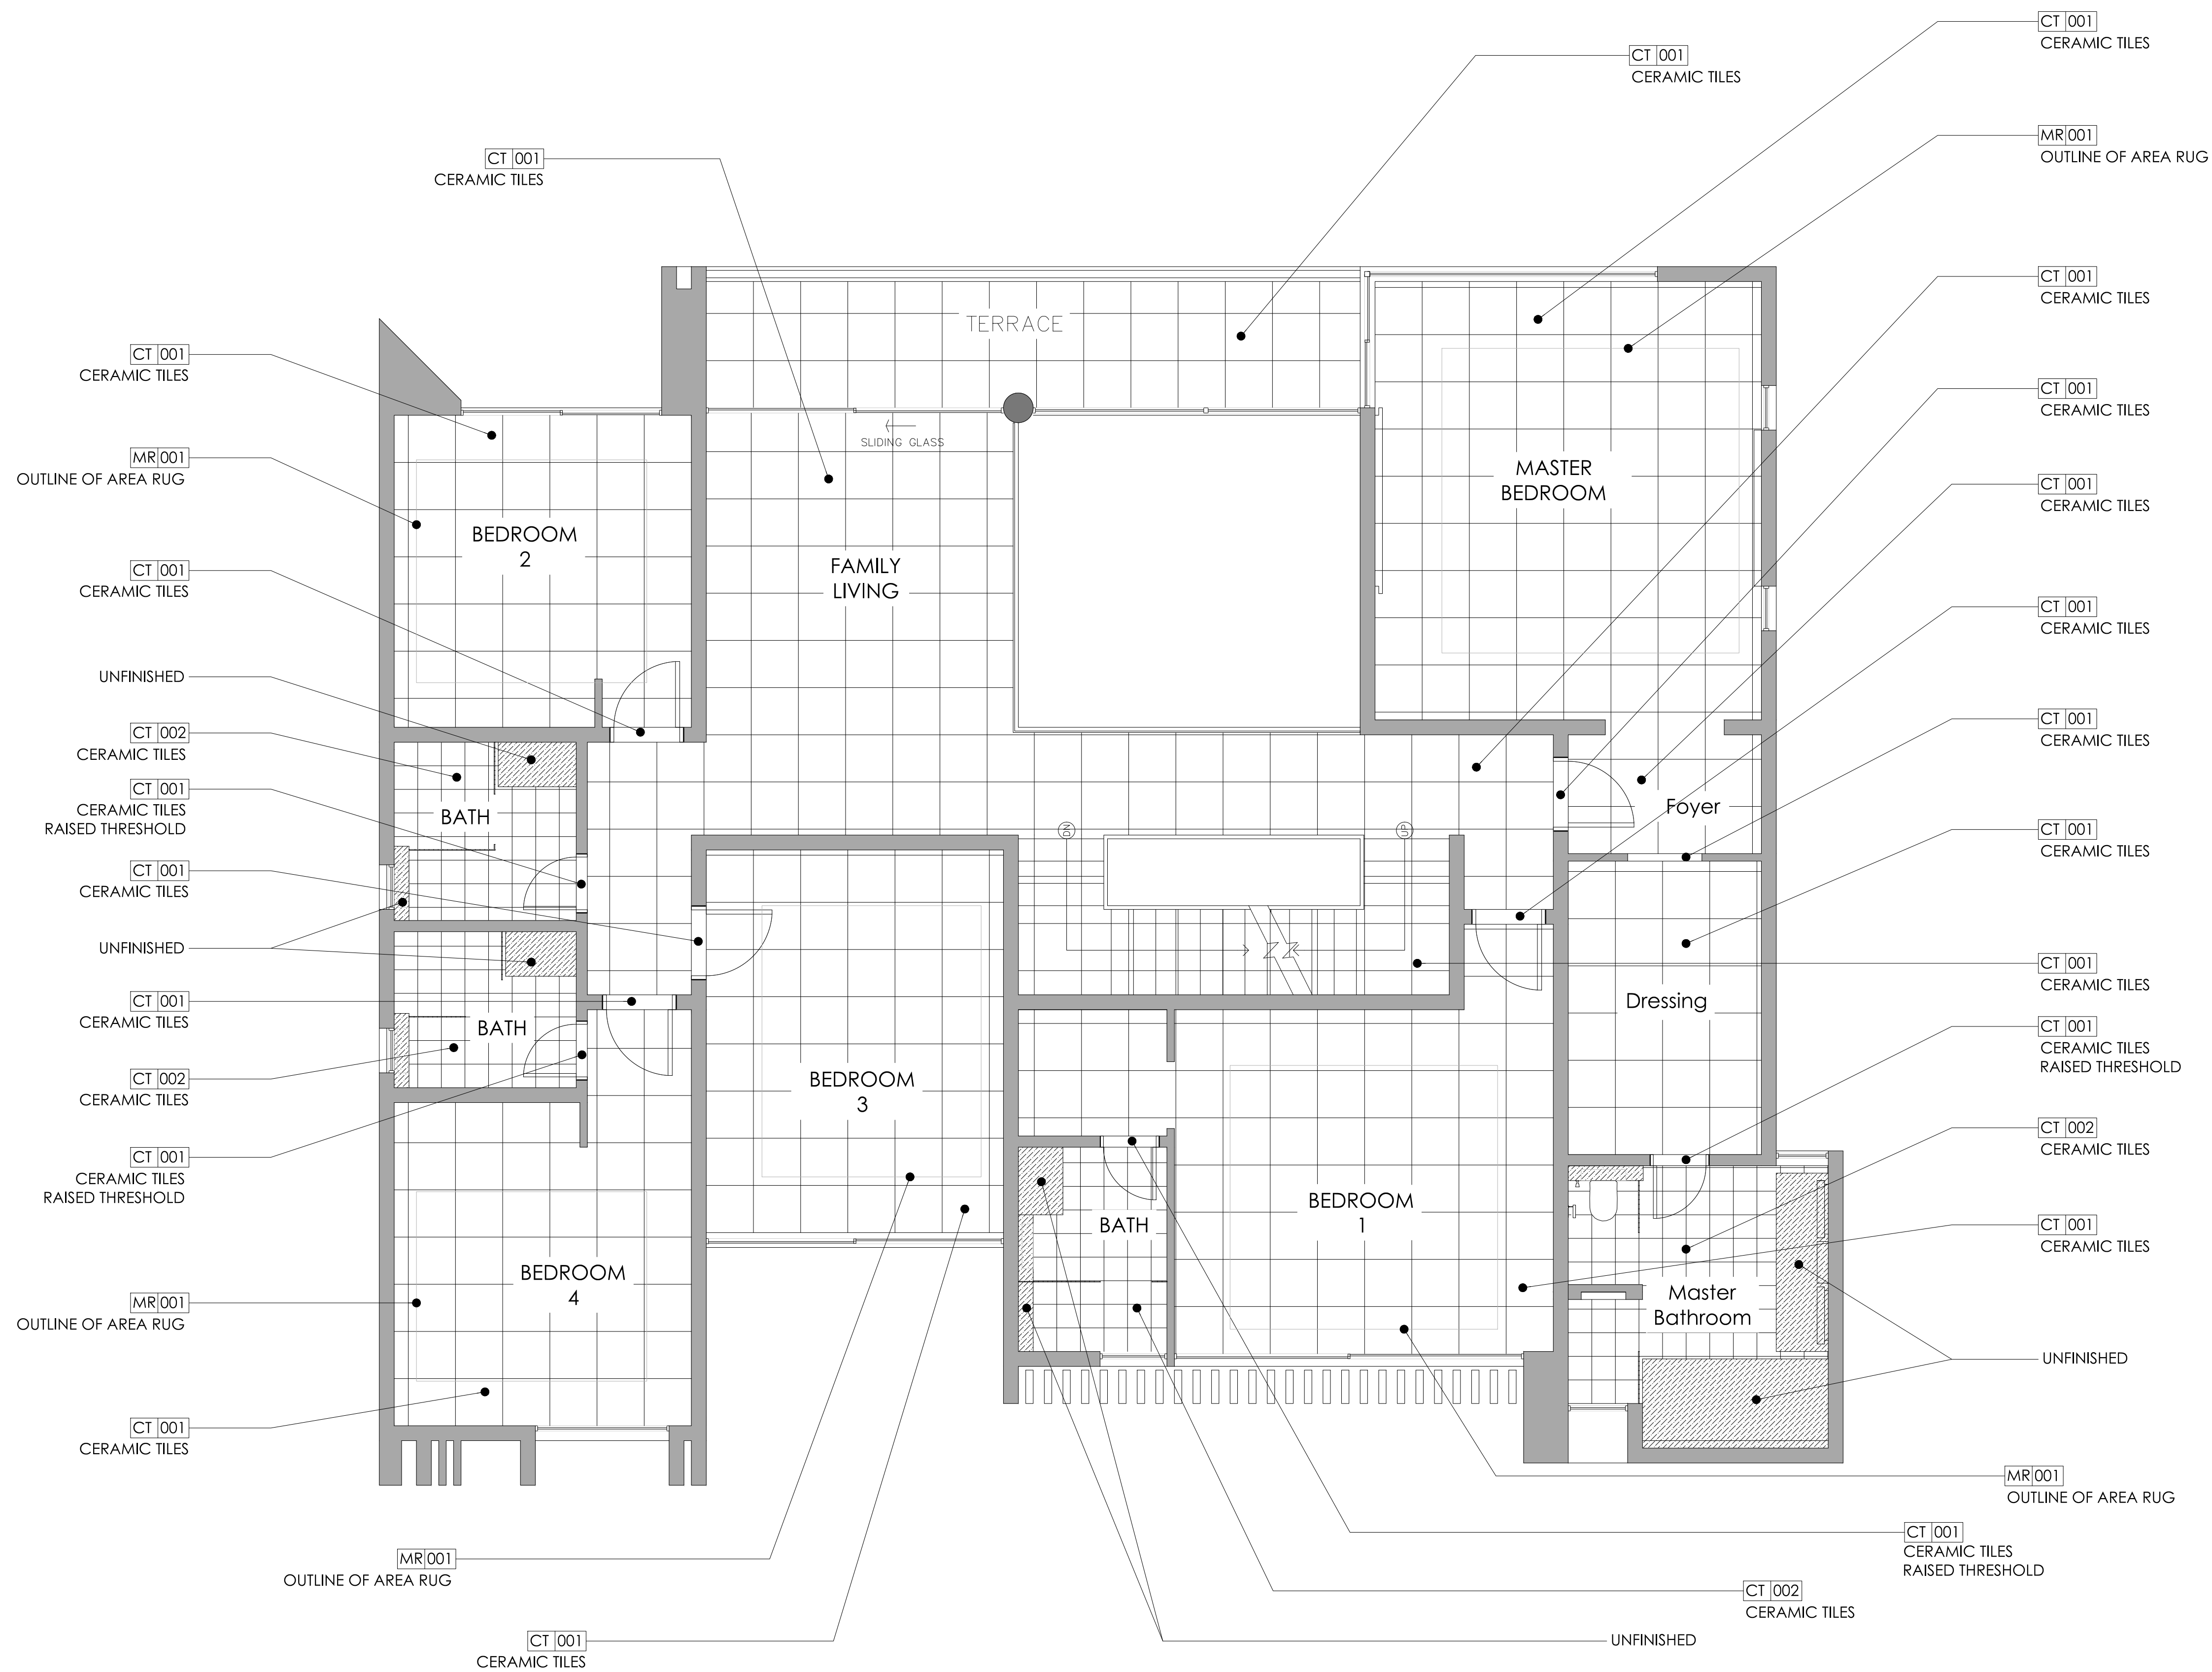 CT 001
CERAMIC TILES
CT 001
CERAMIC TILES
MR 001
OUTLINE OF AREA RUG
CT 001
CERAMIC TILES
CT 001
CERAMIC TILES
CT 001
CERAMIC TILES
MR 001
OUTLINE OF AREA RUG
CT 001
CERAMIC TILES
UNFINISHED
CT 002
CERAMIC TILES
CT 001
CERAMIC TILES
RAISED THRESHOLD
CT 001
CERAMIC TILES
UNFINISHED
CT 001
CERAMIC TILES
CT 002
CERAMIC TILES
CT 001
CERAMIC TILES
RAISED THRESHOLD
MR 001
OUTLINE OF AREA RUG
CT 001
CERAMIC TILES
MR 001
OUTLINE OF AREA RUG
CT 001
CERAMIC TILES
TERRACE
SLIDING GLASS
MASTER
BEDROOM
BEDROOM
2
FAMILY
LIVING
BATH
Foyer
DN
UP
BATH
Dressing
BEDROOM
3
BEDROOM
1
BATH
BEDROOM
4
Master
Bathroom
CT 001
CERAMIC TILES
CT 001
CERAMIC TILES
CT 001
CERAMIC TILES
CT 001
CERAMIC TILES
CT 001
CERAMIC TILES
CT 001
CERAMIC TILES
CT 001
CERAMIC TILES
CT 001
CERAMIC TILES
RAISED THRESHOLD
CT 002
CERAMIC TILES
CT 001
CERAMIC TILES
UNFINISHED
MR 001
OUTLINE OF AREA RUG
CT 001
CERAMIC TILES
RAISED THRESHOLD
CT 002
CERAMIC TILES
UNFINISHED